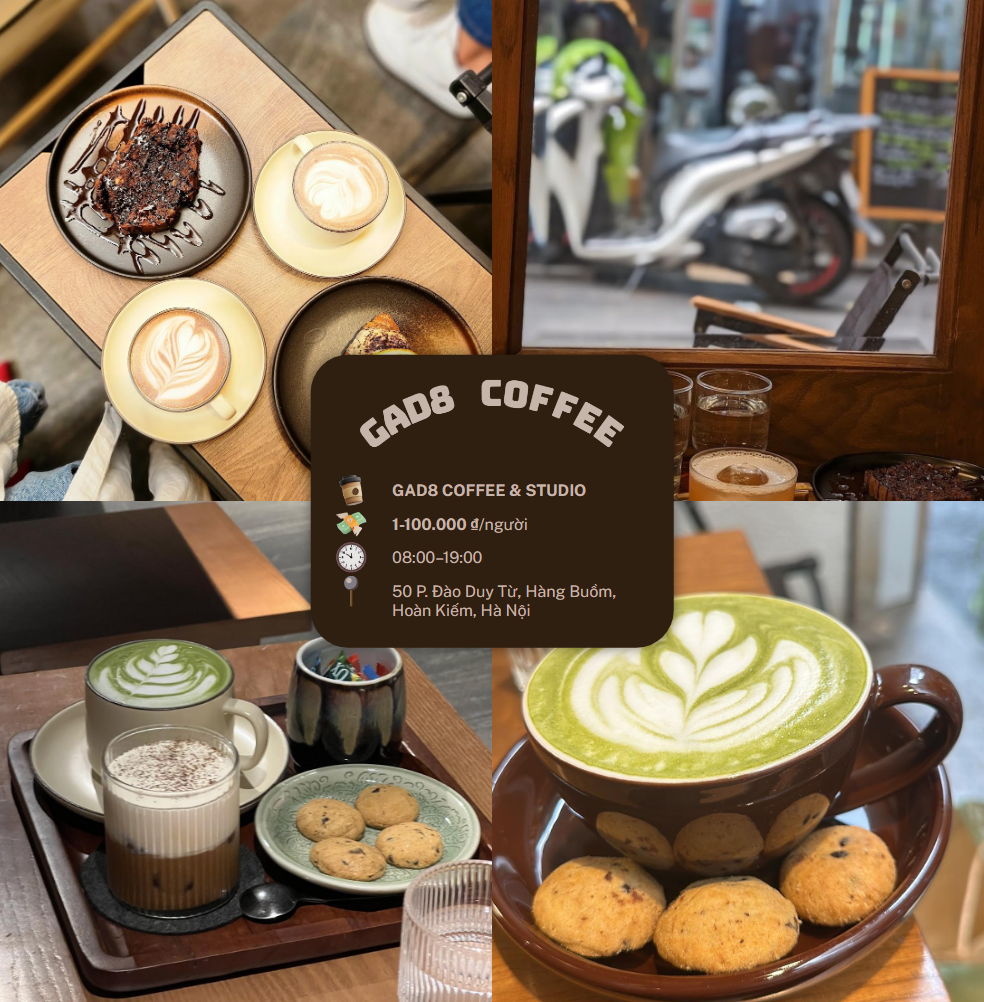 GAD8 COFFEE
GAD8 COFFEE & STUDIO
1-100.000 ₫/người
08:00–19:00
50 P. Đào Duy Từ, Hàng Buồm,
Hoàn Kiếm, Hà Nội